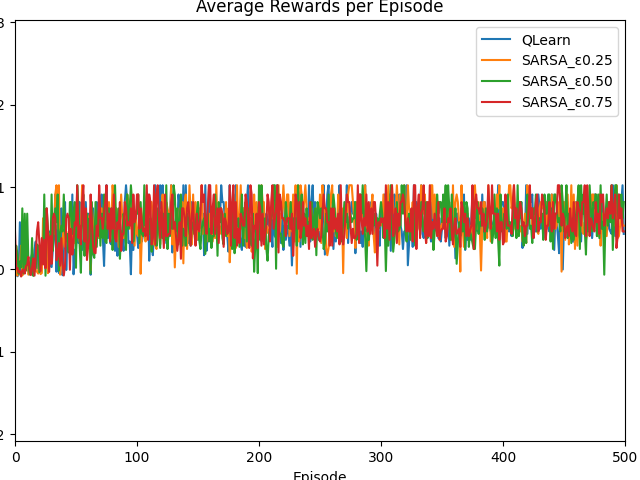 Average Rewards per Episode
QLearn
SARSA_ε0.25
SARSA_ε0.50
SARSA_ε0.75
3
2
1
0
1
2
0 100 200 300 400 500
Episode